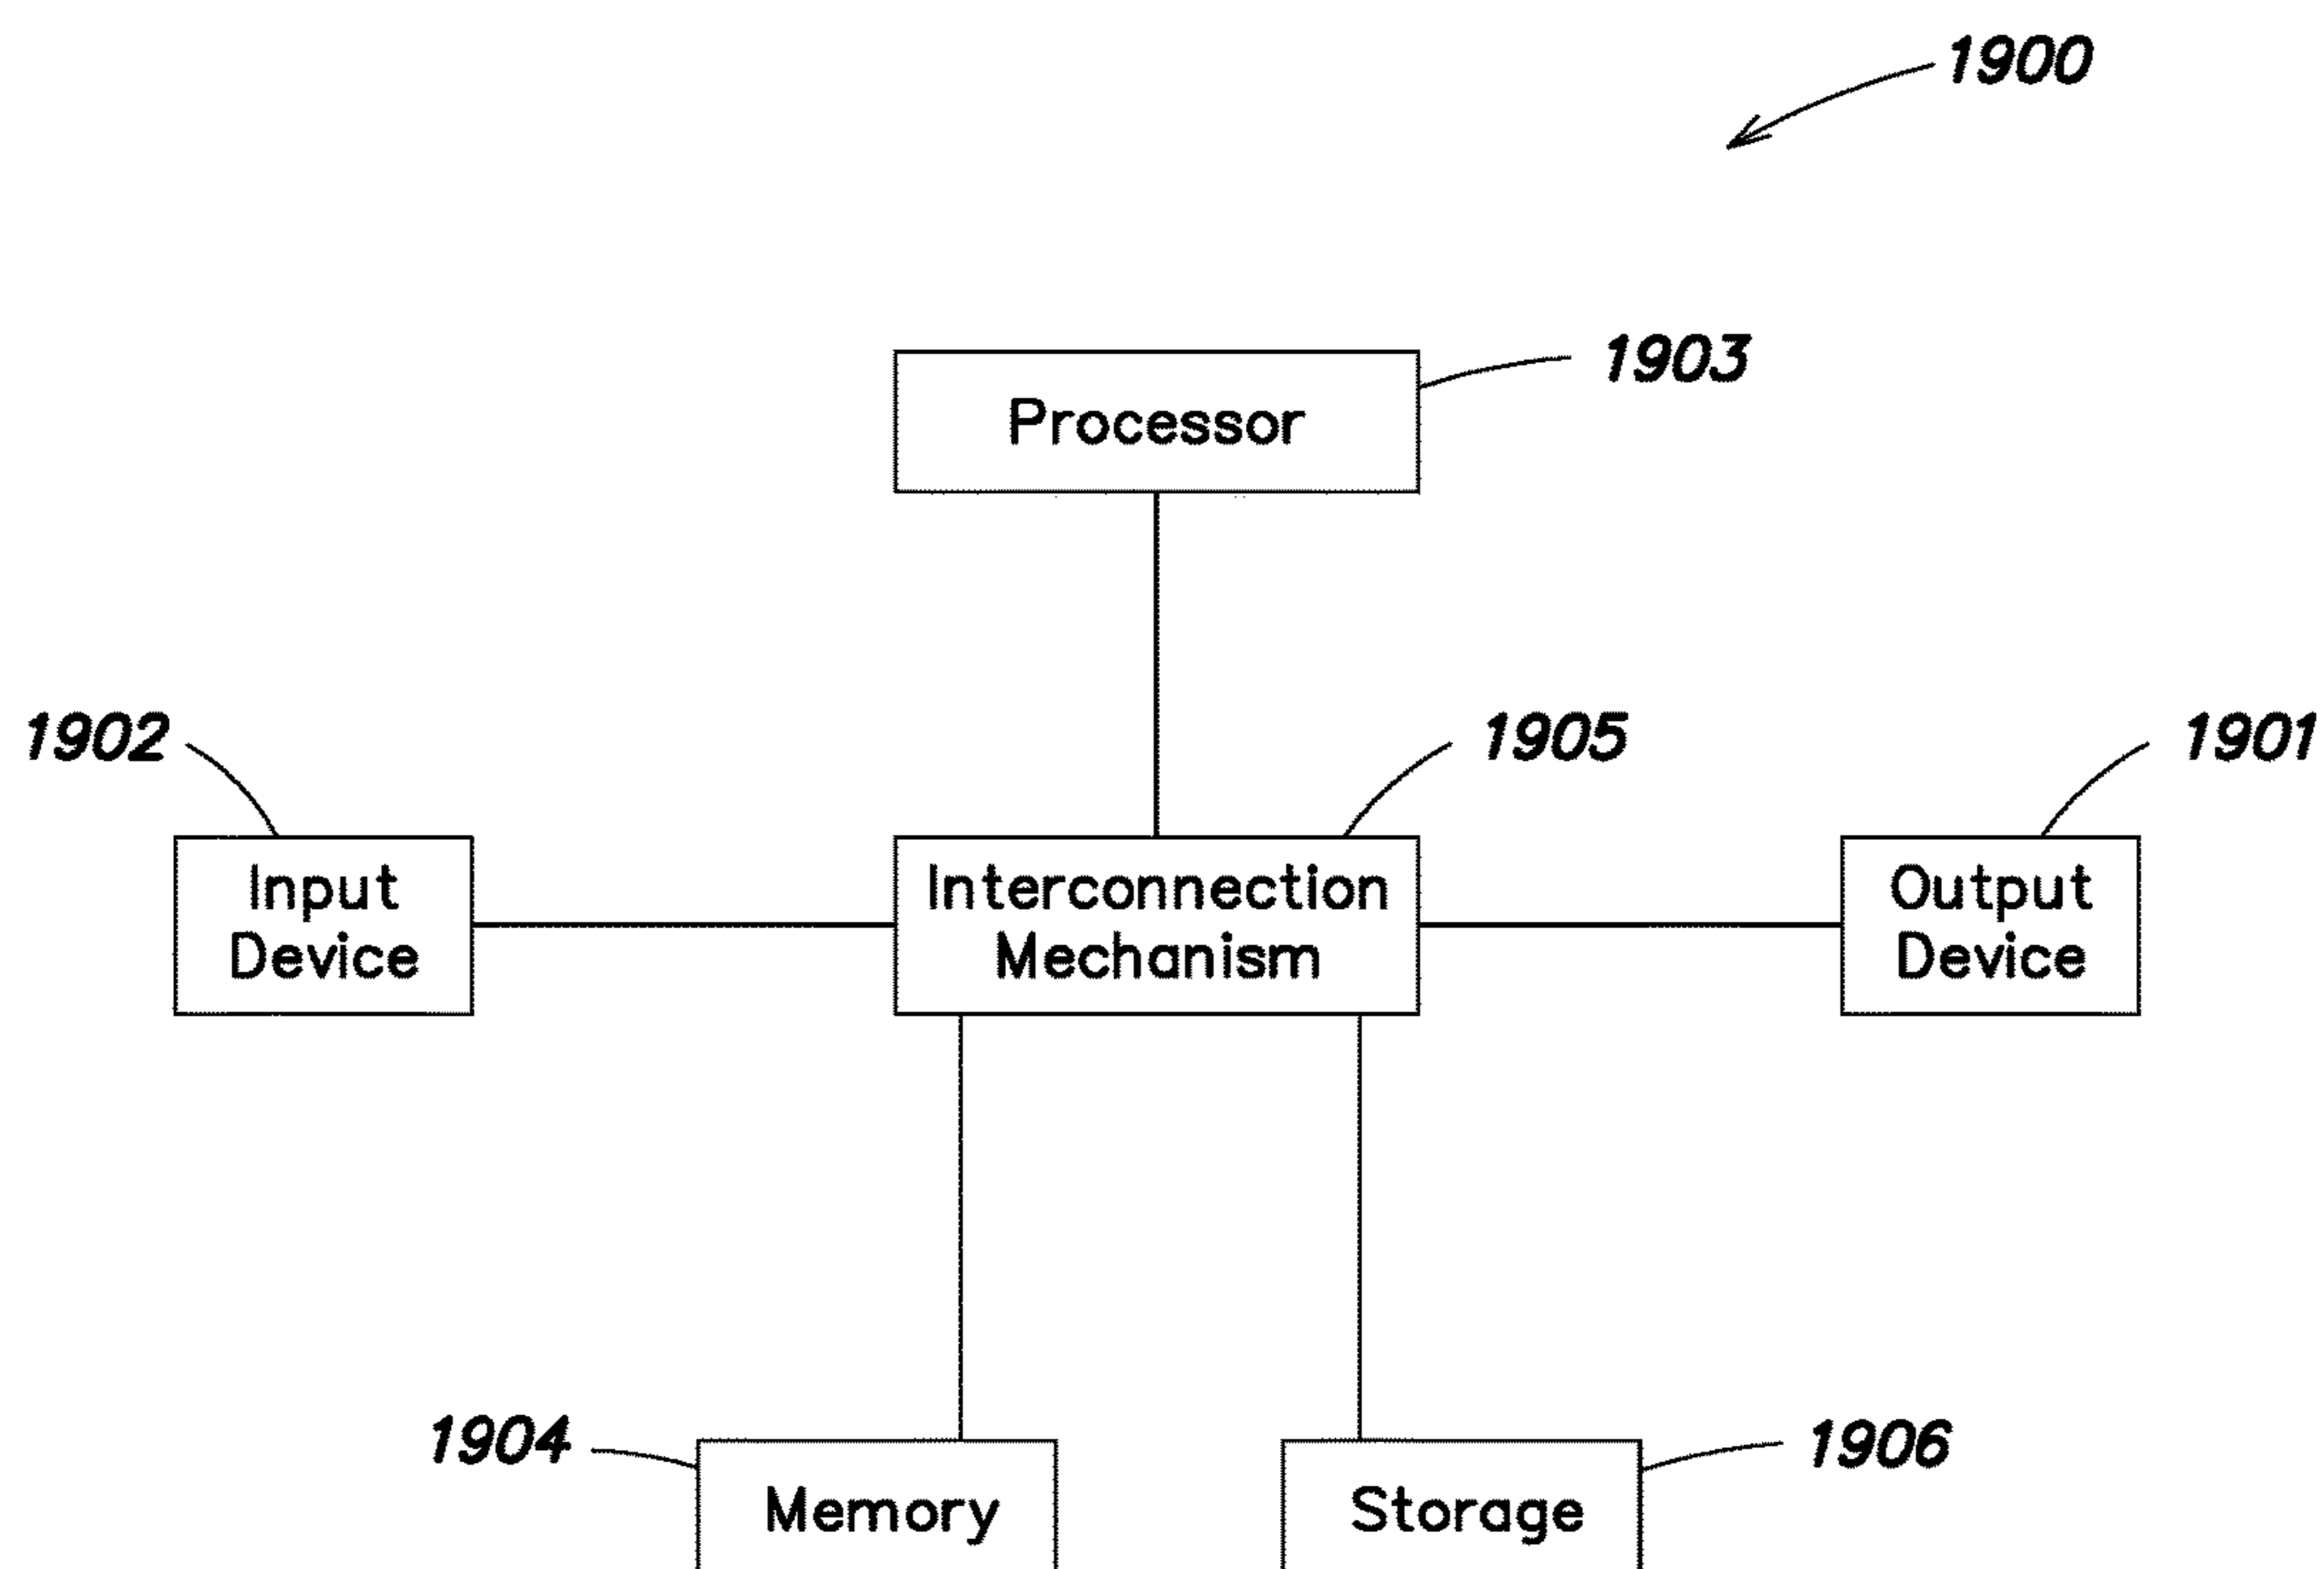 1900
1903
Processor
1902
1905
1901
Input
Device
Interconnection
Mechanism
Output
Device
1904
1906
Memory
Storage